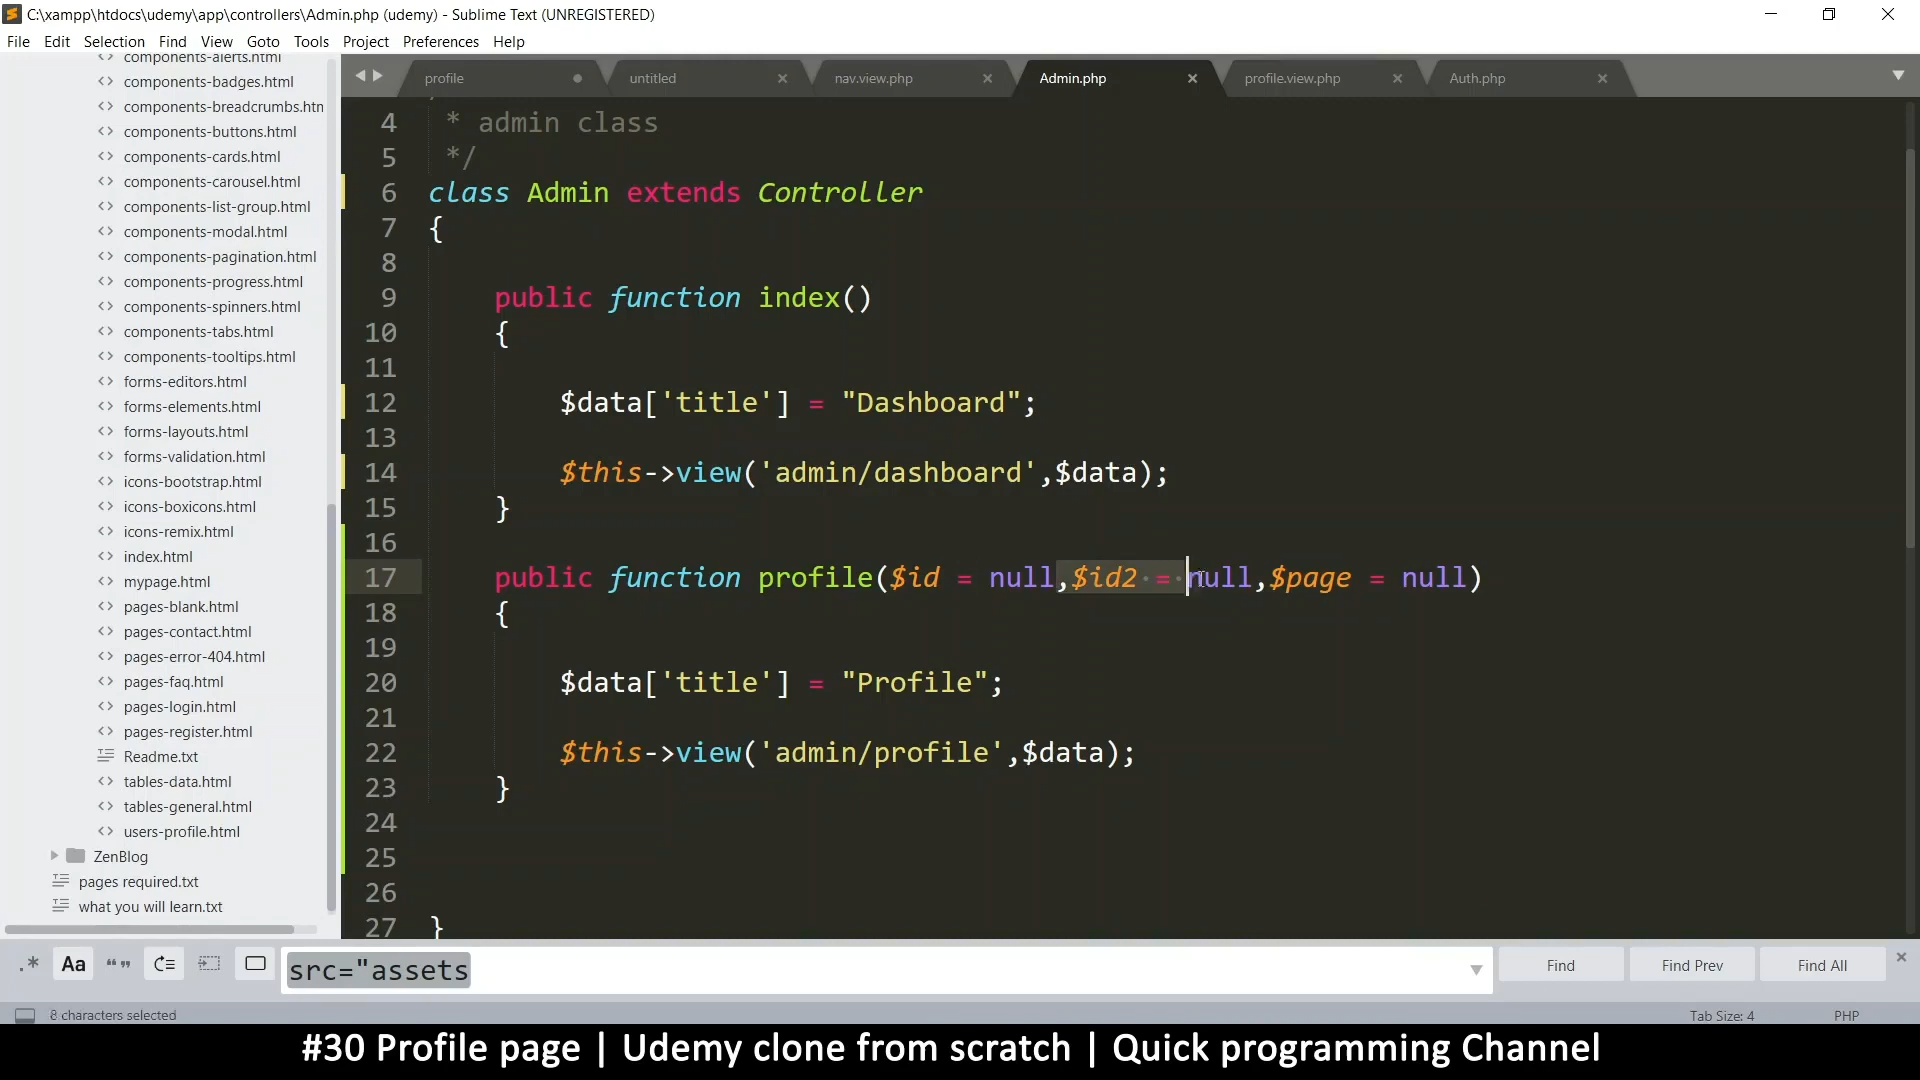 C:\xampp\htdocs\udemy\app\controllers\Admin.php (udemy) - Sublime Text (UNREGISTERED)
File Edit Selection Find View Goto Tools Project Preferences Help
components-alerts.html
components-badges.html
components-breadcrumbs.htn
components-buttons.html
components-cards.html
components-carousel.html
components-list-group.html
components-modal.html
components-pagination.html
components-progress.html
components-spinners.html
components-tabs.html
components-tooltips.html
forms-editors.html
forms-elements.html
forms-layouts.html
forms-validation.html
icons-bootstrap.html
icons-boxicons.html
icons-remix.html
index.html
mypage.html
pages-blank.html
pages-contact.html
pages-error-404.html
pages-faq.html
pages-login.html
pages-register.html
Readme.txt
tables-data.html
tables-general.html
users-profile.html
ZenBlog
pages required.txt
what you will learn.txt
profile untitled nav.view.php Admin.php profile.view.php Auth.php
4 * admin class
5 */
6 class Admin extends Controller
7 {
8
9 public function index()
10 {
11
12 $data['title'] = "Dashboard";
13
14 $this->view('admin/dashboard',$data);
15 }
16
17 public function profile($id = null,$id2 = null,$page = null)
18 {
19
20 $data['title'] = "Profile";
21
22 $this->view('admin/profile',$data);
23 }
24
25
26
27 }
.* Aa "" src="assets Find Find Prev Find All
8 characters selected Tab Size: 4 PHP
#30 Profile page | Udemy clone from scratch | Quick programming Channel